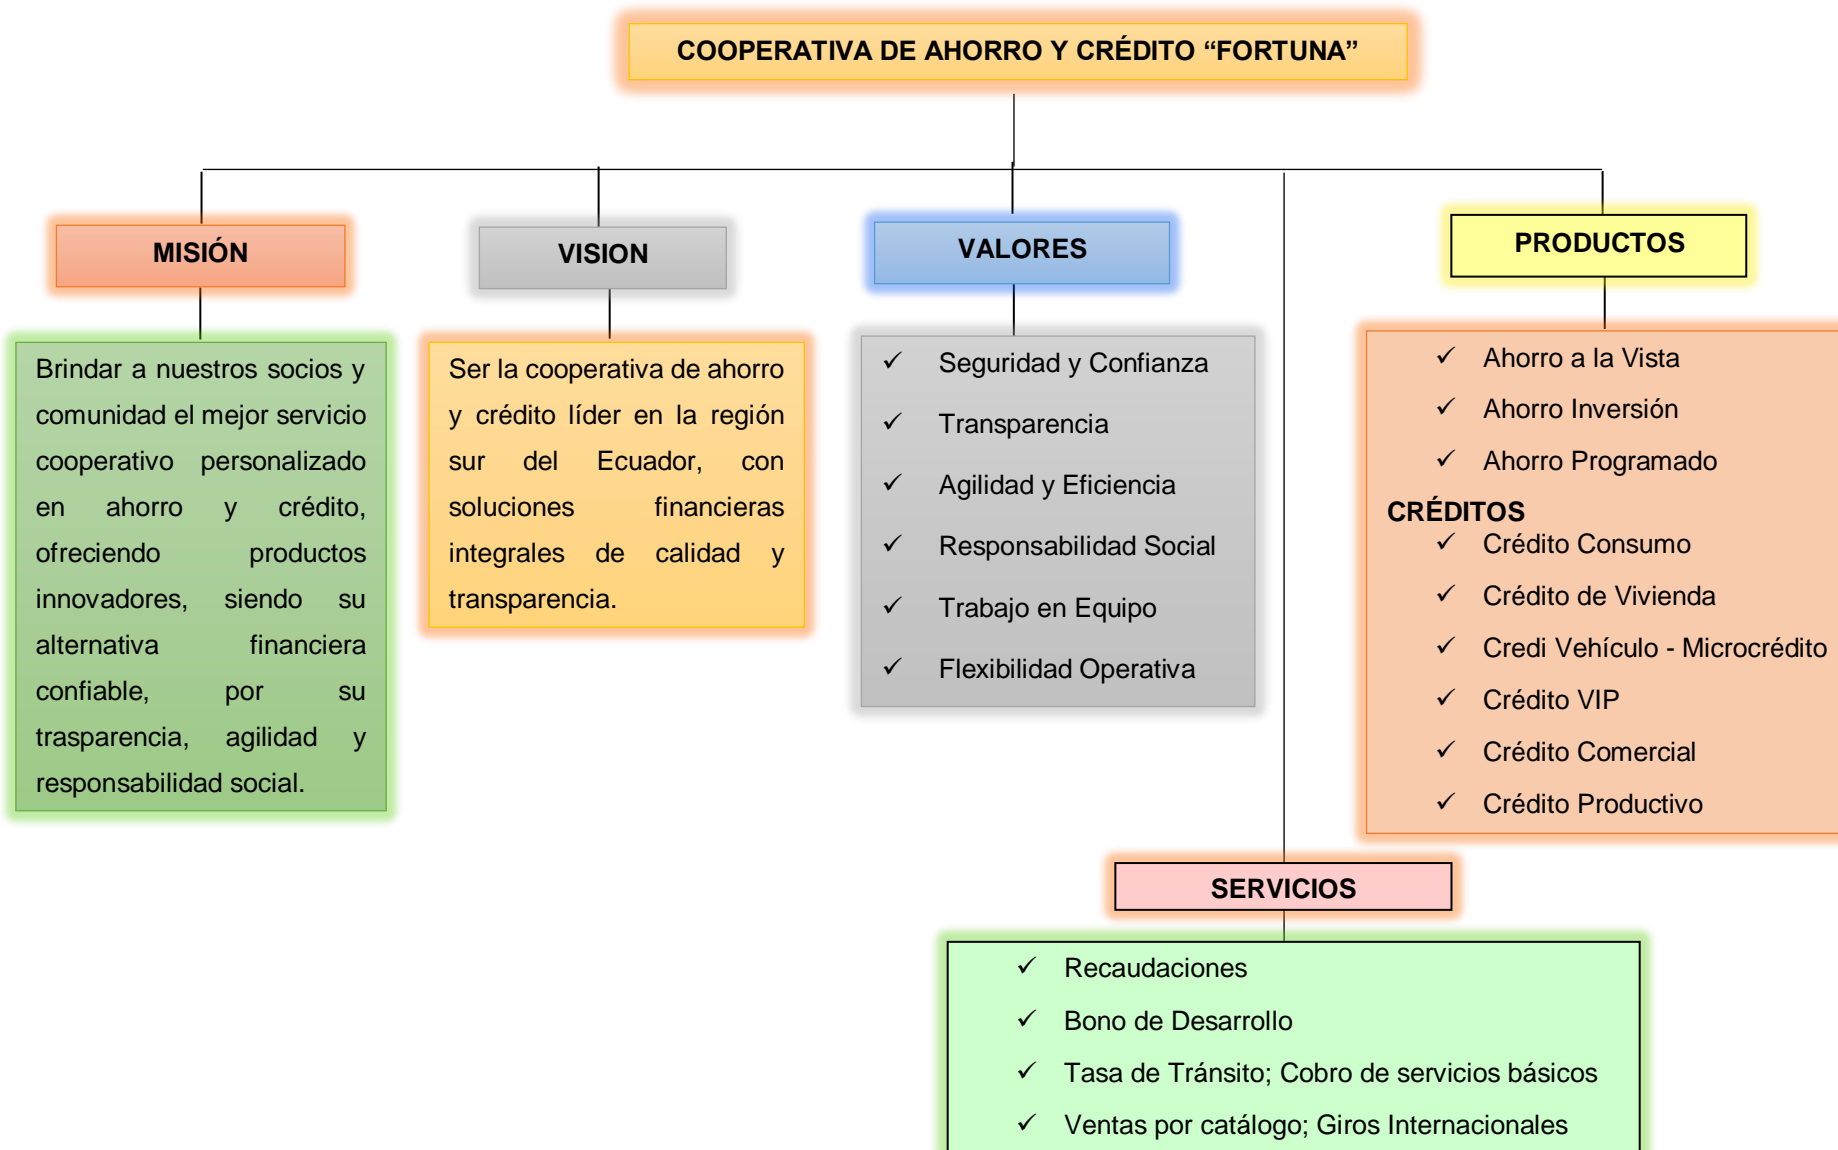 COOPERATIVA DE AHORRO Y CRÉDITO “FORTUNA”
MISIÓN
Brindar a nuestros socios y
comunidad el mejor servicio
cooperativo personalizado
en ahorro y crédito,
ofreciendo productos
innovadores, siendo su
alternativa financiera
confiable, por su
trasparencia, agilidad y
responsabilidad social.
VISION
Ser la cooperativa de ahorro
y crédito líder en la región
sur del Ecuador, con
soluciones financieras
integrales de calidad y
transparencia.
VALORES
✓ Seguridad y Confianza
✓ Transparencia
✓ Agilidad y Eficiencia
✓ Responsabilidad Social
✓ Trabajo en Equipo
✓ Flexibilidad Operativa
PRODUCTOS
✓ Ahorro a la Vista
✓ Ahorro Inversión
✓ Ahorro Programado
CRÉDITOS
✓ Crédito Consumo
✓ Crédito de Vivienda
✓ Credi Vehículo - Microcrédito
✓ Crédito VIP
✓ Crédito Comercial
✓ Crédito Productivo
SERVICIOS
✓ Recaudaciones
✓ Bono de Desarrollo
✓ Tasa de Tránsito; Cobro de servicios básicos
✓ Ventas por catálogo; Giros Internacionales